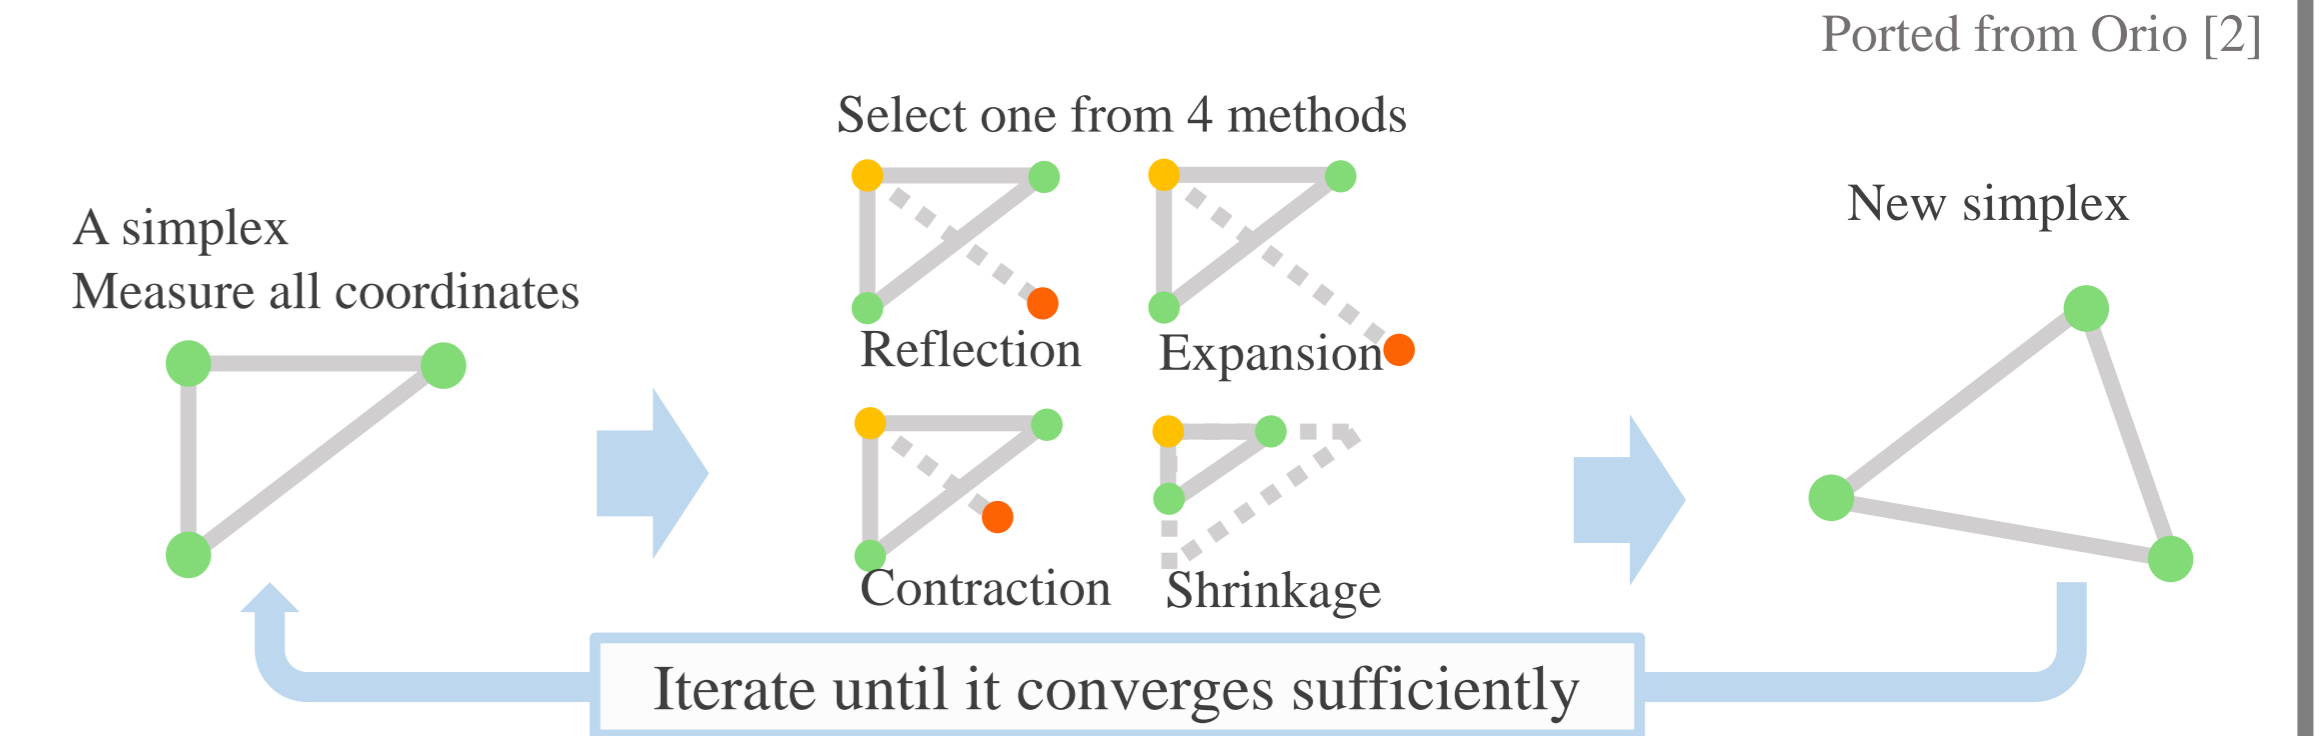 Ported from Orio [2]
Select one from 4 methods
A simplex
Measure all coordinates
Reflection
Expansion
Contraction
Shrinkage
New simplex
Iterate until it converges sufficiently